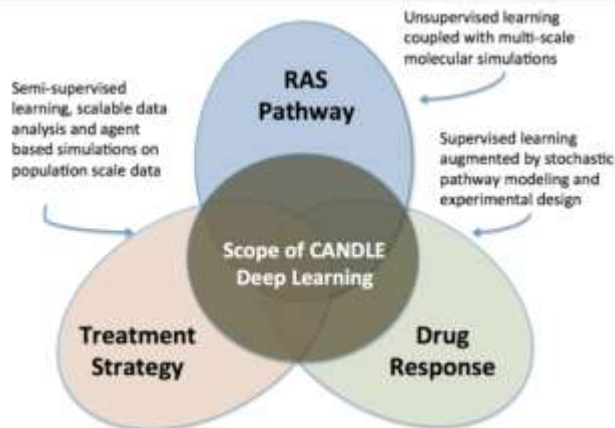 Unsupervised learning
coupled with multi-scale
molecular simulations
RAS
Pathway
Semi-supervised
learning, scalable data
analysis and agent
based simulations on
population scale data
Supervised learning
augmented by stochastic
pathway modeling and
experimental design
Scope of CANDLE
Deep Learning
Treatment
Strategy
Drug
Response